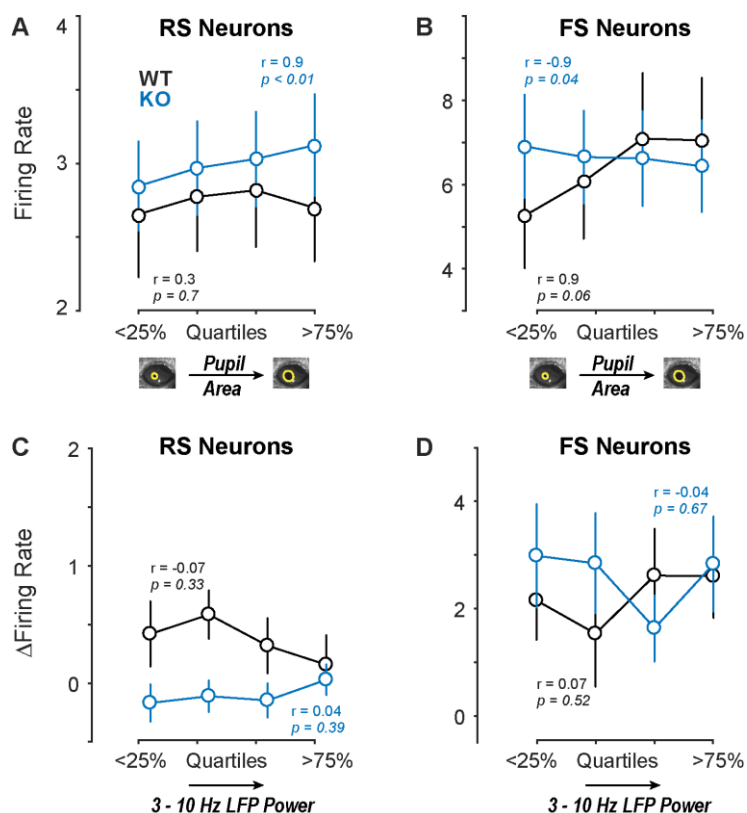 A
RS Neurons
4
3
2
Firing Rate
WT
KO
r = 0.9
p < 0.01
r = 0.3
p = 0.7
<25% Quartiles >75%
Pupil
Area
B
FS Neurons
8
6
4
r = -0.9
p = 0.04
r = 0.9
p = 0.06
<25% Quartiles >75%
Pupil
Area
C
RS Neurons
2
1
0
ΔFiring Rate
r = -0.07
p = 0.33
r = 0.04
p = 0.39
<25% Quartiles >75%
3 - 10 Hz LFP Power
D
FS Neurons
4
2
0
r = -0.04
p = 0.67
r = 0.07
p = 0.52
<25% Quartiles >75%
3 - 10 Hz LFP Power